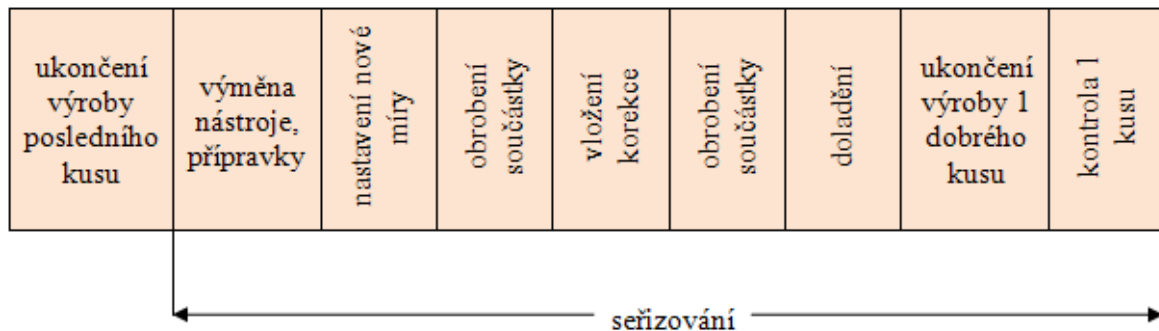 ukončení
výroby
posledního
kusu
výměna
nástroje,
přípravky
nastavení nové
míry
obrobení
součástky
vložení
korekce
obrobení
součástky
doladění
ukončení
výroby 1
dobrého
kusu
kontrola 1
kusu
seřizování